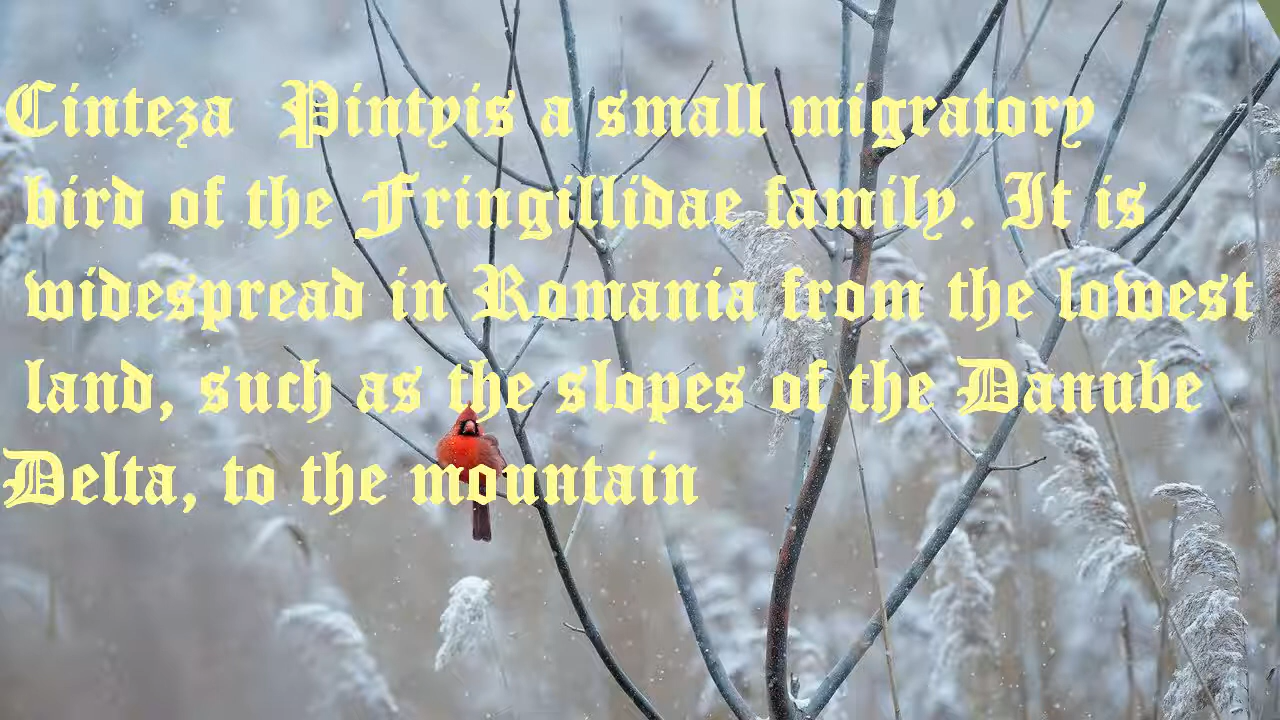 Cinteza Pintyis a small migratory
bird of the Fringillidae family. It is
widespread in Romania from the lowest
land, such as the slopes of the Danube
Delta, to the mountain